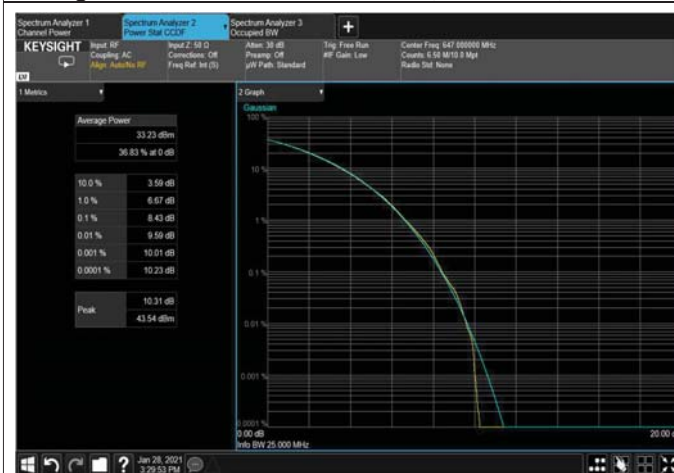 Spectrum Analyzer 1
Channel Power
Spectrum Analyzer 2
Power Stat CCDF
Spectrum Analyzer 3
Occupied BW
KEYSIGHT
Input: RF
Coupling: AC
Align: Auto/No RF
Input Z: 50 Ω
Corrections: Off
Freq Ref: Int (S)
Atten: 30 dB
Preamp: Off
µW Path: Standard
Trig: Free Run
#IF Gain: Low
Center Freq: 647.000000 MHz
Counts: 6.50 M/10.0 Mpt
Radio Std: None
1 Metrics
2 Graph
Average Power
33.23 dBm
36.83 % at 0 dB
10.0 % 3.59 dB
1.0 % 6.67 dB
0.1 % 8.43 dB
0.01 % 9.59 dB
0.001 % 10.01 dB
0.0001 % 10.23 dB
Peak
10.31 dB
43.54 dBm
Gaussian
100 %
10 %
1 %
0.1 %
0.01 %
0.001 %
0.0001 %
0.00 dB
20.00
Info BW 25.000 MHz
Jan 28, 2021
3:29:53 PM